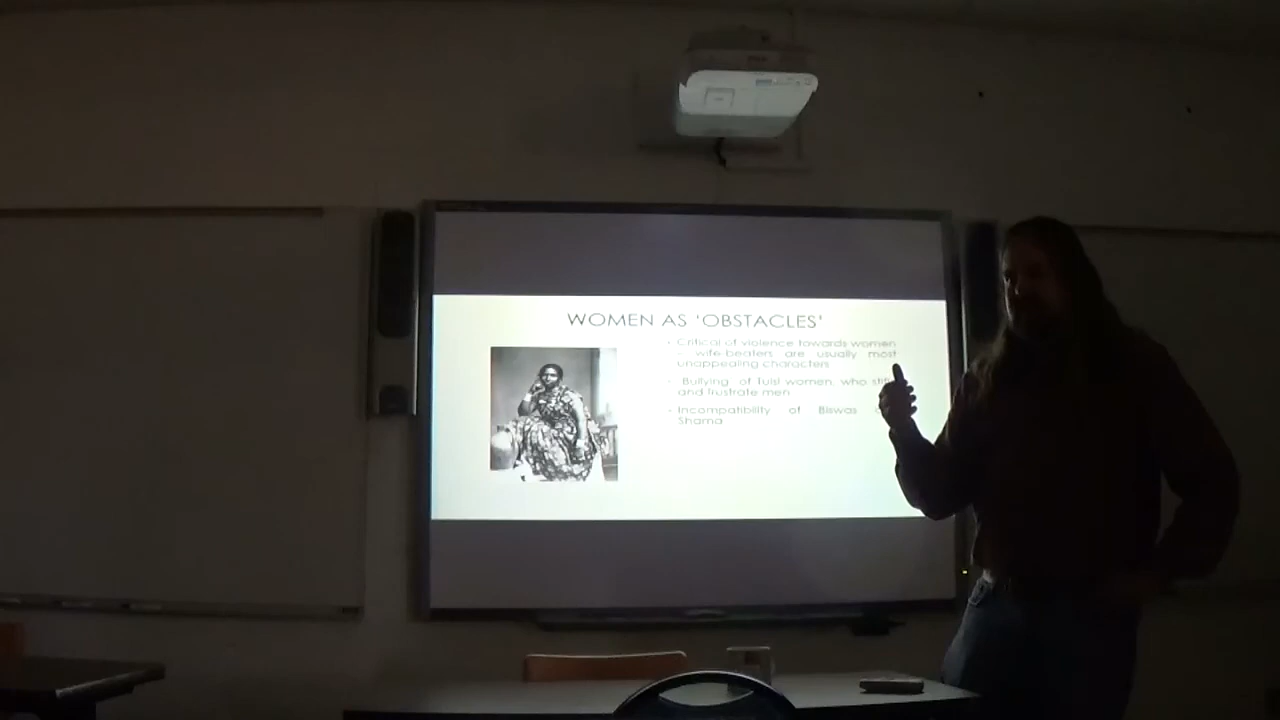 WOMEN AS 'OBSTACLES'
Critical of violence towards women
- wife-beaters are usually most
unappealing characters
Bullying of Tulsi women, who
and frustrate men
Incompatibility of Biswas
Shama